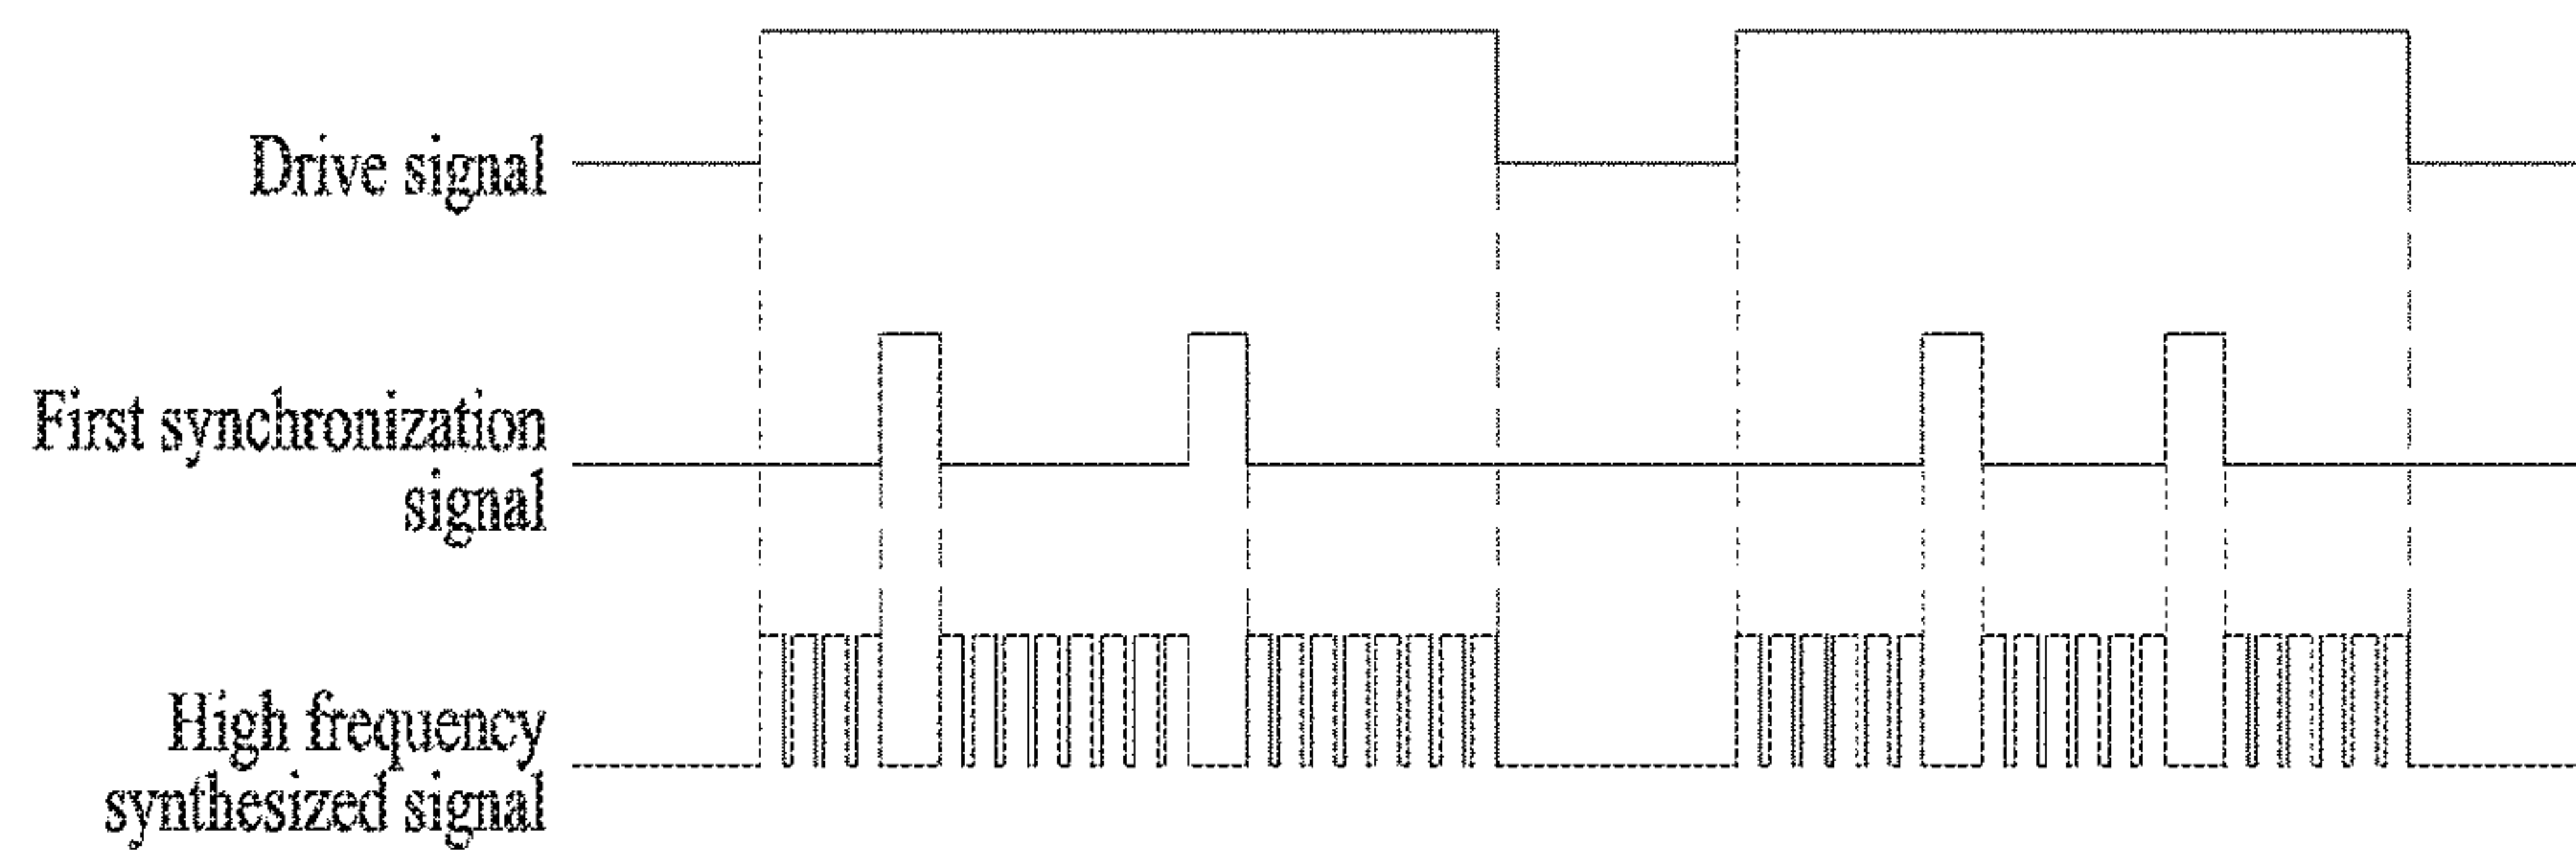 Drive signal
First synchronization
signal
High frequency
synthesized signal